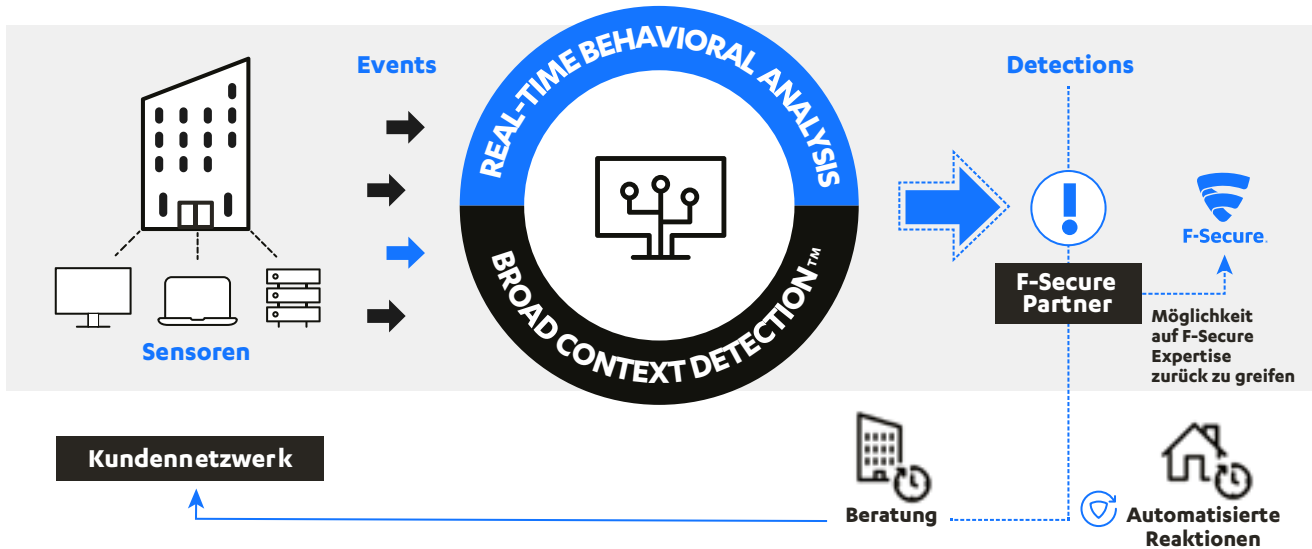 Events
REAL-TIME BEHAVIORAL ANALYSIS
Detections
BROAD CONTEXT DETECTION™
F-Secure.
F-Secure
Partner
Möglichkeit
auf F-Secure
Expertise
zurück zu greifen
Sensoren
Kundennetzwerk
Beratung
Automatisierte
Reaktionen